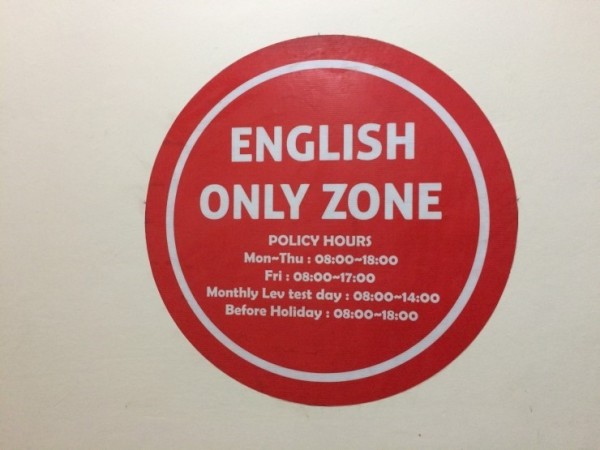 ENGLISH
ONLY ZONE
POLICY HOURS
Mon~Thu : 08:00~18:00
Fri : 08:00~17:00
Monthly Lev test day : 08:00~14:00
Before Holiday : 08:00~18:00